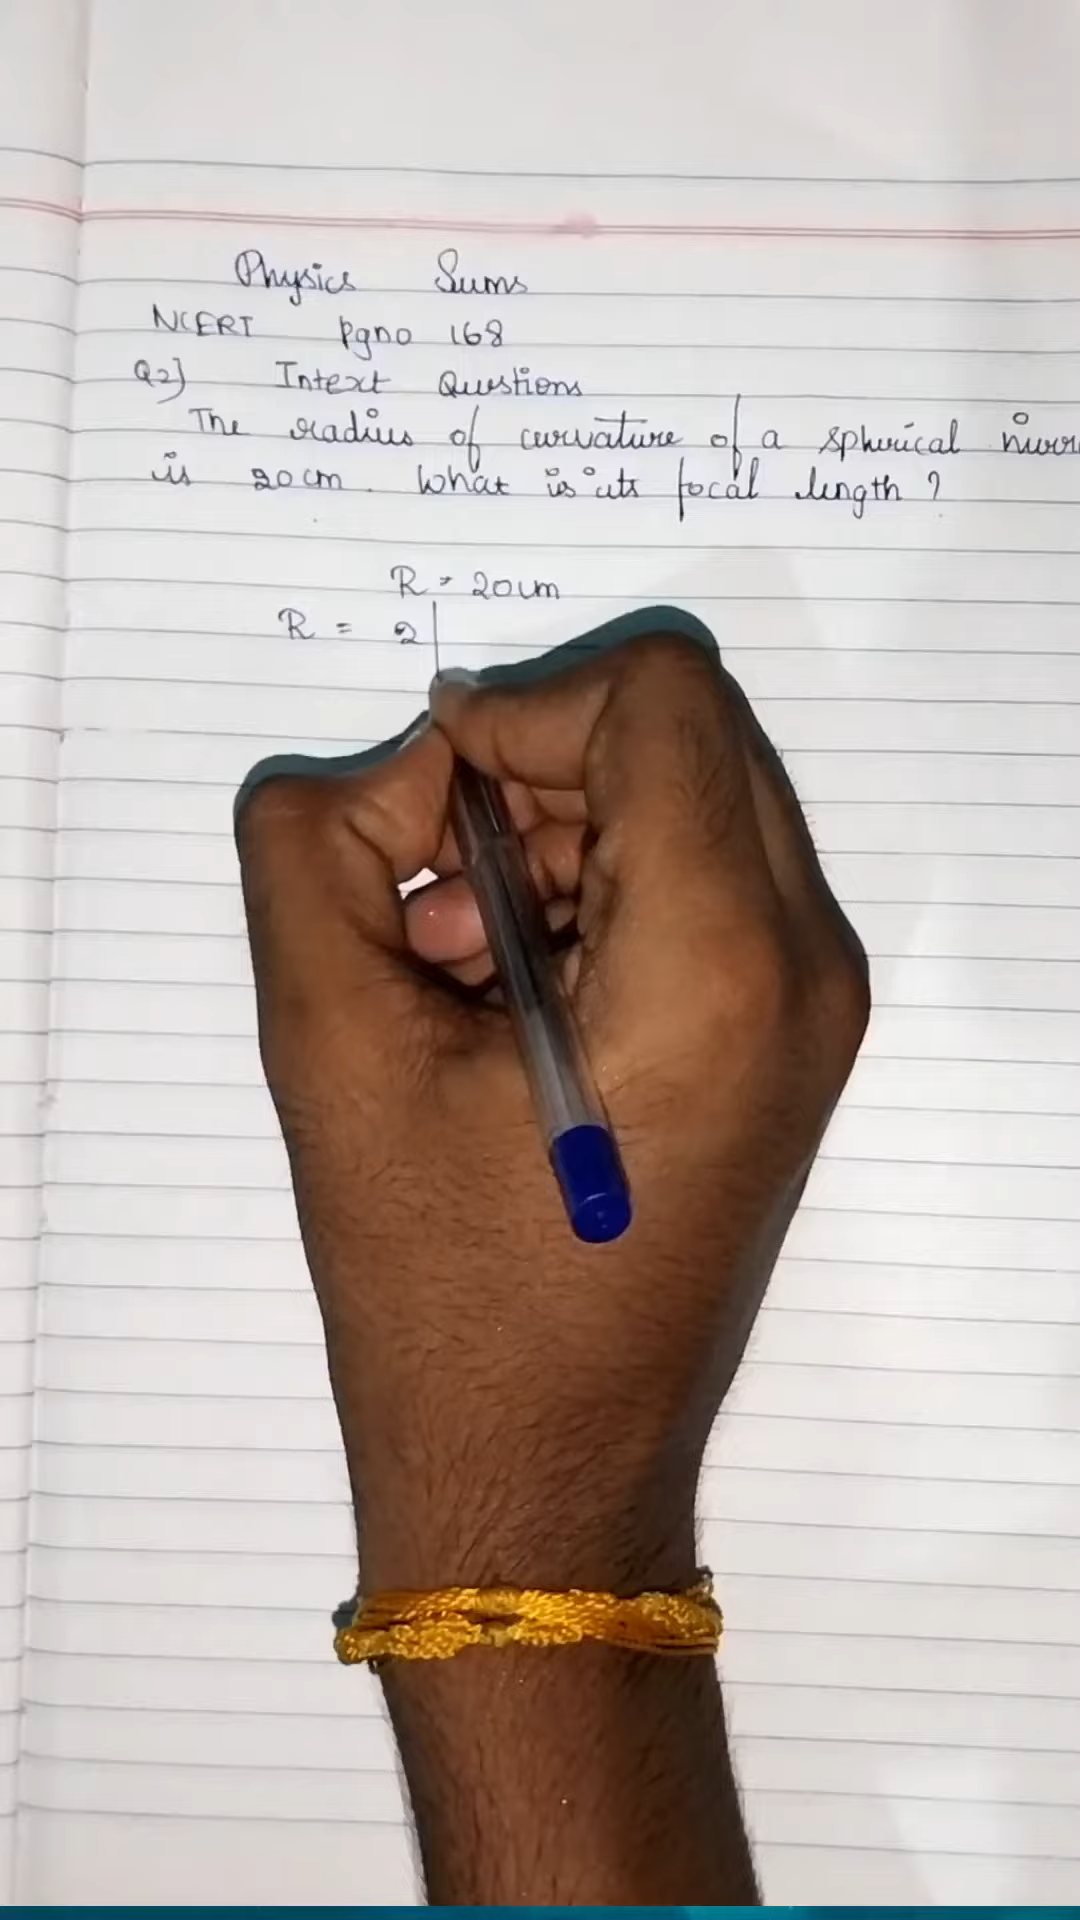 Physics Sums
NCERT Pgno 168
Q2] Intext Questions
The radius of curvature of a spherical
is 20cm. What is its focal length ?
R = 20cm
R = 2